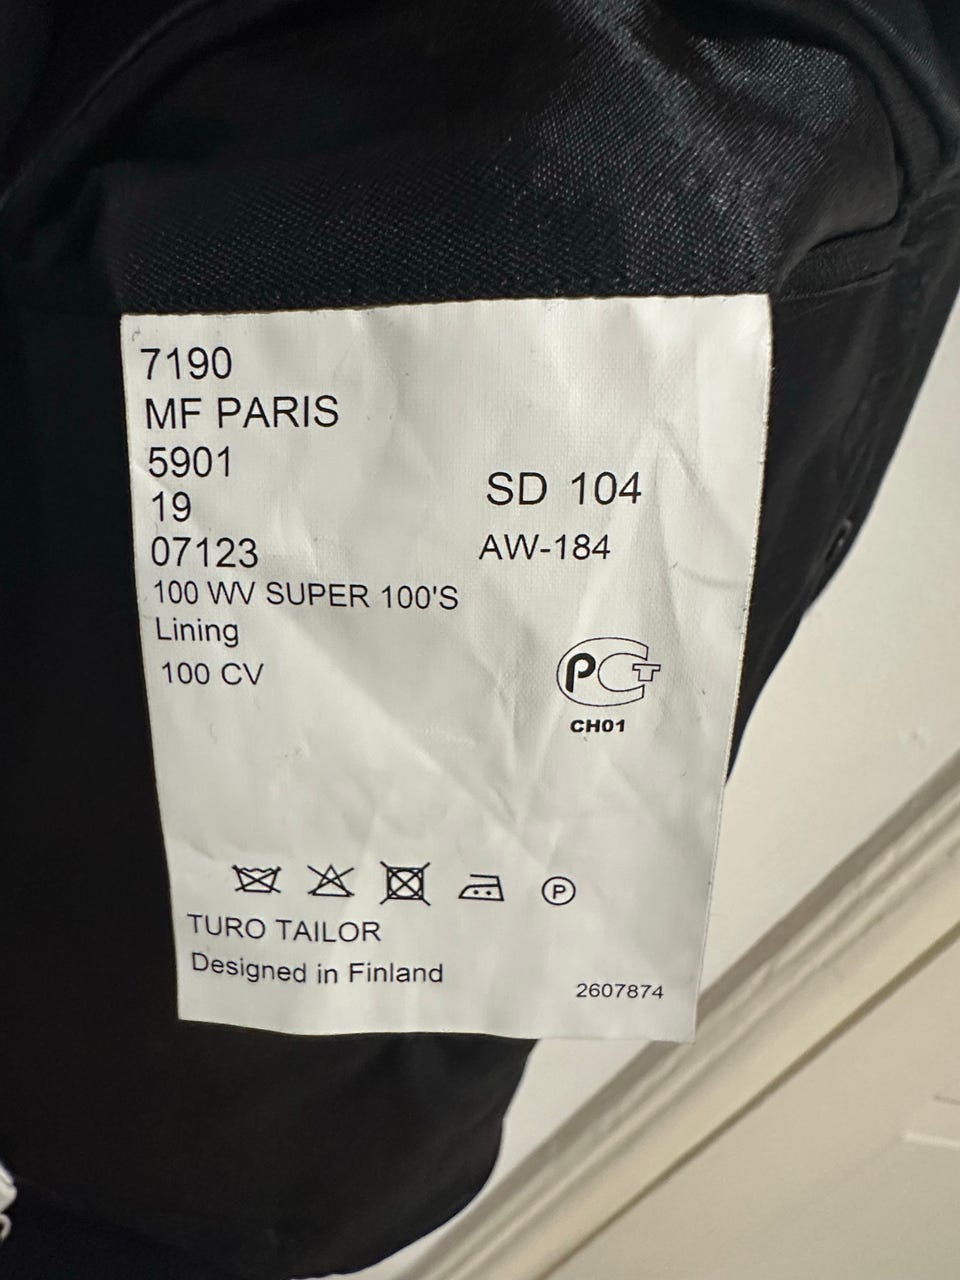 7190
MF PARIS
5901
19
07123
SD 104
AW-184
100 WV SUPER 100'S
Lining
100 CV
PCT
CH01
P
TURO TAILOR
Designed in Finland
2607874